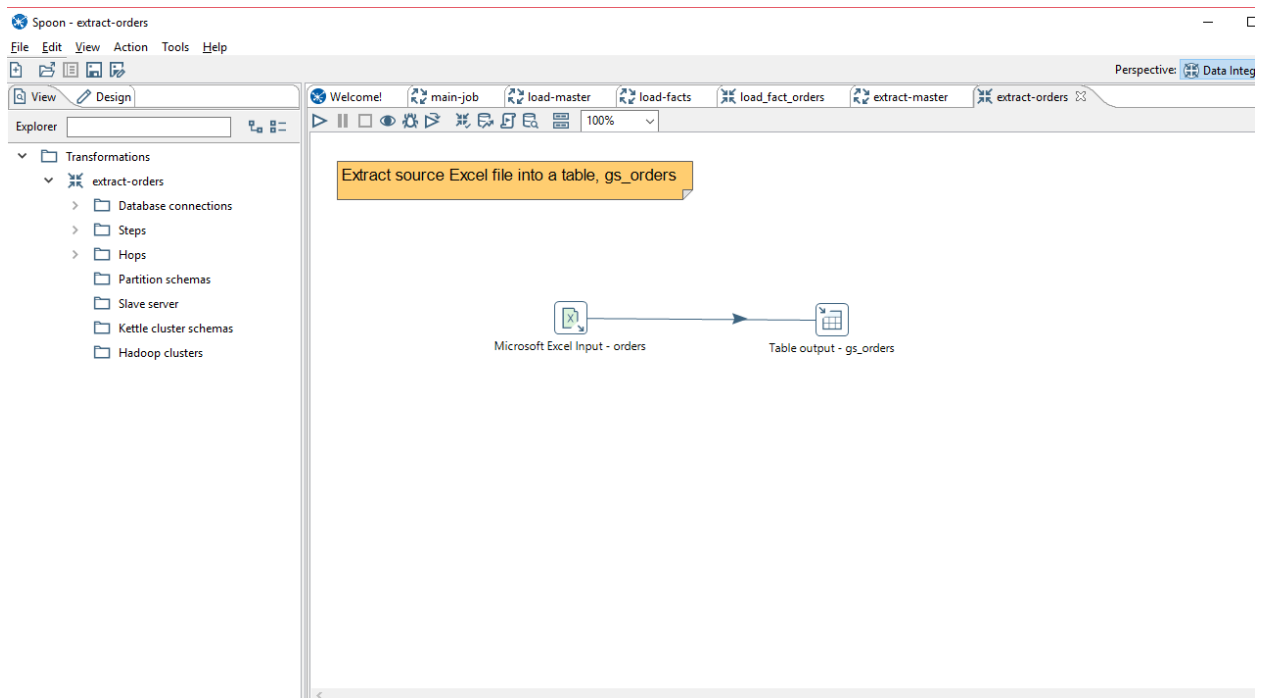 Spoon - extract-orders
File Edit View Action Tools Help
Perspective: Data Integ
View Design
Welcome! main-job load-master load-facts load_fact_orders extract-master extract-orders
Explorer
100%
Transformations
extract-orders
Database connections
Steps
Hops
Partition schemas
Slave server
Kettle cluster schemas
Hadoop clusters
Extract source Excel file into a table, gs_orders
Microsoft Excel Input - orders
Table output - gs_orders